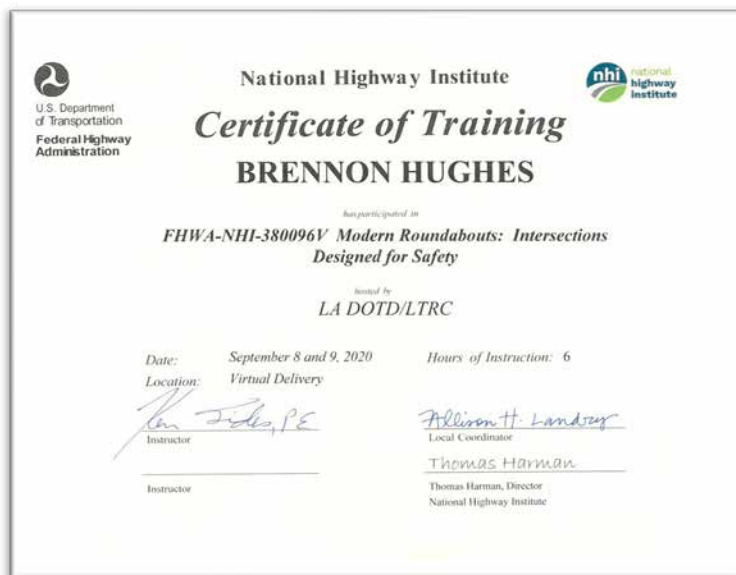 U.S. Department
of Transportation
Federal Highway
Administration
National Highway Institute
nhi national
highway
institute
Certificate of Training
BRENNON HUGHES
has participated in
FHWA-NHI-380096V Modern Roundabouts: Intersections
Designed for Safety
hosted by
LA DOTD/LTRC
Date: September 8 and 9, 2020
Hours of Instruction: 6
Location: Virtual Delivery
Ken Sides, PE
Instructor
Allison H. Landry
Local Coordinator
Thomas Harman
Instructor
Thomas Harman, Director
National Highway Institute